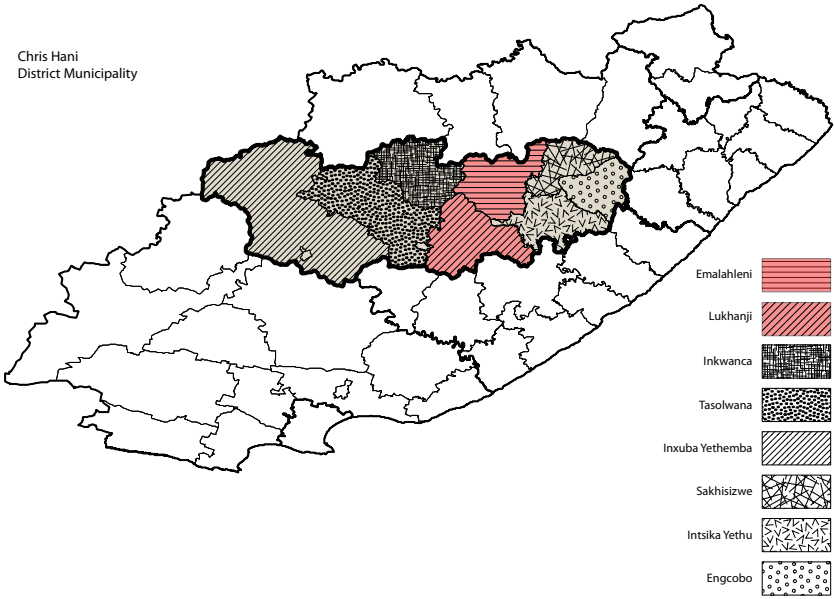 Chris Hani
District Municipality
Emalahleni
Lukhanji
Inkwanca
Tasolwana
Inxuba Yethemba
Sakhisizwe
Intsika Yethu
Engcobo